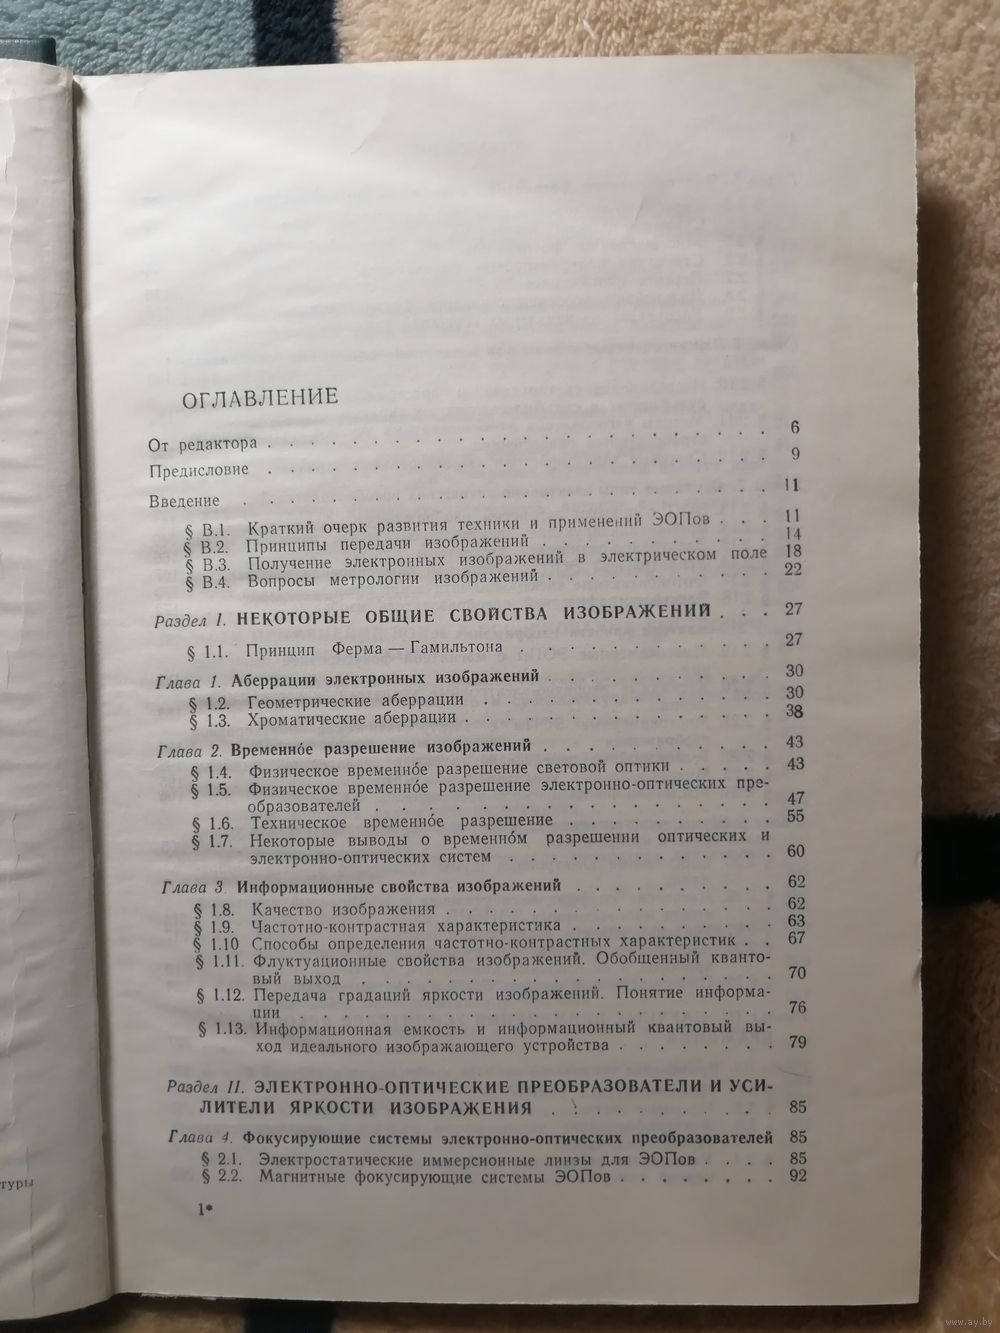 ОГЛАВЛЕНИЕ
От редактора . . . . . . . . . . . . . . . . . . . . . . . 6
Предисловие . . . . . . . . . . . . . . . . . . . . . . . 9
Введение . . . . . . . . . . . . . . . . . . . . . . . . 11
§ В.1. Краткий очерк развития техники и применений ЭОПов . . . 11
§ В.2. Принципы передачи изображений . . . . . . . . . . . 14
§ В.3. Получение электронных изображений в электрическом поле 18
§ В.4. Вопросы метрологии изображений . . . . . . . . . . . 22
Раздел I. НЕКОТОРЫЕ ОБЩИЕ СВОЙСТВА ИЗОБРАЖЕНИЙ . . . 27
§ 1.1. Принцип Ферма — Гамильтона . . . . . . . . . . . . 27
Глава 1. Аберрации электронных изображений . . . . . . . . . . . 30
§ 1.2. Геометрические аберрации . . . . . . . . . . . . . . 30
§ 1.3. Хроматические аберрации . . . . . . . . . . . . . . . 38
Глава 2. Временно́е разрешение изображений . . . . . . . . . . . 43
§ 1.4. Физическое временно́е разрешение световой оптики . . . . . 43
§ 1.5. Физическое временно́е разрешение электронно-оптических пре-
образователей . . . . . . . . . . . . . . . . . . . 47
§ 1.6. Техническое временно́е разрешение . . . . . . . . . . 55
§ 1.7. Некоторые выводы о временно́м разрешении оптических и
электронно-оптических систем . . . . . . . . . . . . . 60
Глава 3. Информационные свойства изображений . . . . . . . . . . 62
§ 1.8. Качество изображения . . . . . . . . . . . . . . . . 62
§ 1.9. Частотно-контрастная характеристика . . . . . . . . . . 63
§ 1.10 Способы определения частотно-контрастных характеристик . . 67
§ 1.11. Флуктуационные свойства изображений. Обобщенный кванто-
вый выход . . . . . . . . . . . . . . . . . . . . 70
§ 1.12. Передача градаций яркости изображений. Понятие информа-
ции . . . . . . . . . . . . . . . . . . . . . . . 76
§ 1.13. Информационная емкость и информационный квантовый вы-
ход идеального изображающего устройства . . . . . . . . 79
Раздел II. ЭЛЕКТРОННО-ОПТИЧЕСКИЕ ПРЕОБРАЗОВАТЕЛИ И УСИ-
ЛИТЕЛИ ЯРКОСТИ ИЗОБРАЖЕНИЯ . . . . . . . . . . . 85
Глава 4. Фокусирующие системы электронно-оптических преобразователей 85
§ 2.1. Электростатические иммерсионные линзы для ЭОПов . . . . 85
§ 2.2. Магнитные фокусирующие системы ЭОПов . . . . . . . . 92
1*
туры
www.ay.by